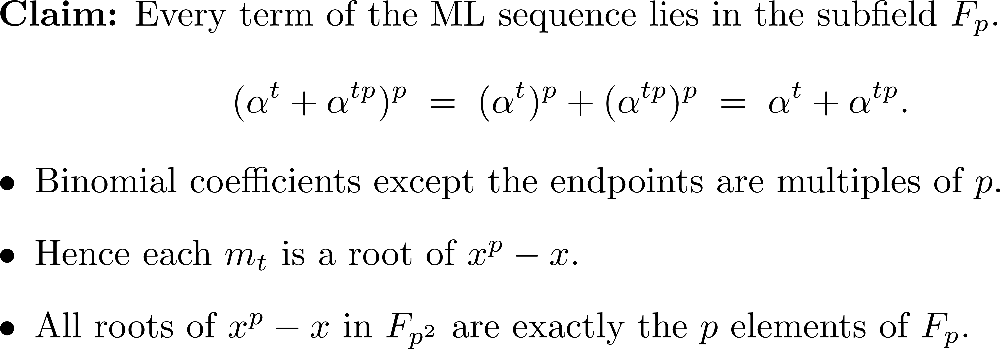 Claim: Every term of the ML sequence lies in the subfield $F_p$.
$(\alpha^t + \alpha^{tp})^p = (\alpha^t)^p + (\alpha^{tp})^p = \alpha^t + \alpha^{tp}.$
• Binomial coefficients except the endpoints are multiples of $p$.
• Hence each $m_t$ is a root of $x^p - x$.
• All roots of $x^p - x$ in $F_{p^2}$ are exactly the $p$ elements of $F_p$.